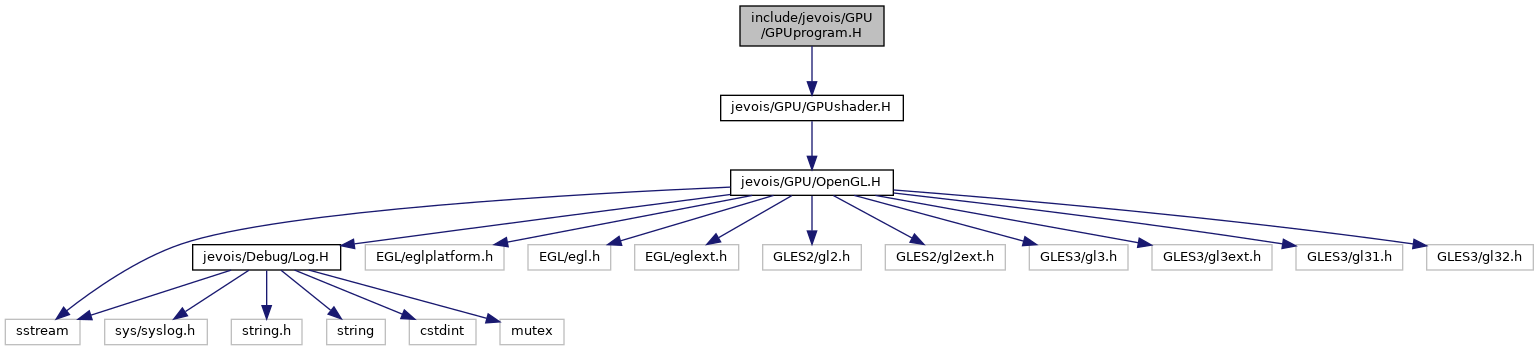 include/jevois/GPU
/GPUprogram.H
jevois/GPU/GPUshader.H
jevois/GPU/OpenGL.H
jevois/Debug/Log.H
EGL/eglplatform.h
EGL/egl.h
EGL/eglext.h
GLES2/gl2.h
GLES2/gl2ext.h
GLES3/gl3.h
GLES3/gl3ext.h
GLES3/gl31.h
GLES3/gl32.h
sstream
sys/syslog.h
string.h
string
cstdint
mutex